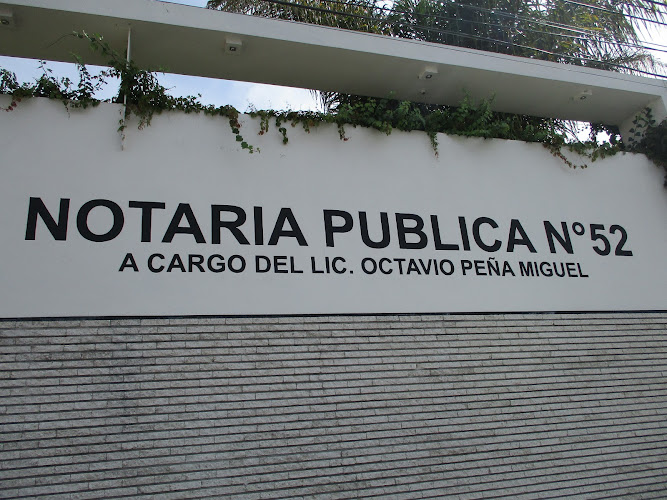 NOTARIA PUBLICA N°52
A CARGO DEL LIC. OCTAVIO PEÑA MIGUEL